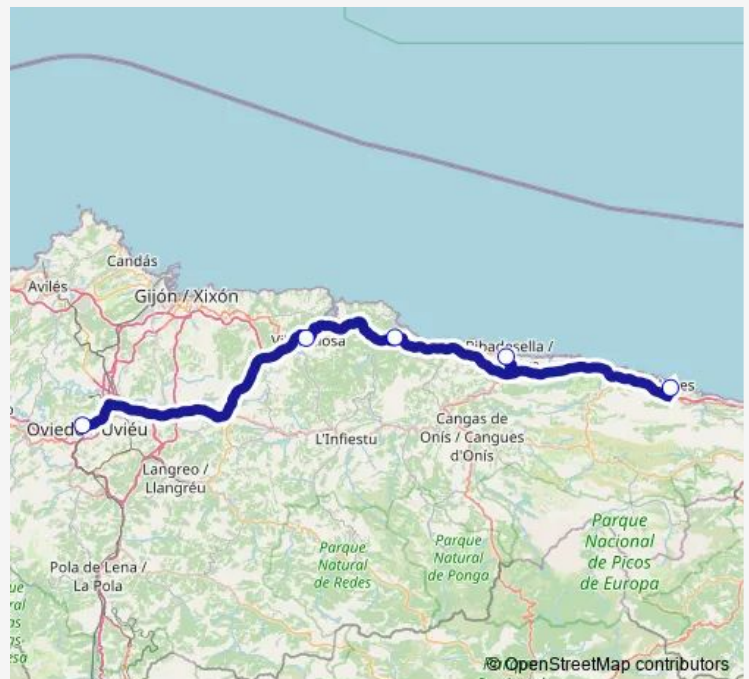 Candás
Avilés
Gijón / Xixón
Ribadesella /
Oviedo
Uviéu
L'Infiestu
Cangas de
Onís / Cangues
d'Onís
Langreo /
Llangréu
Parque
Natural
de Redes
Parque
Natural
de Ponga
Parque
Nacional
de Picos
de Europa
Pola de Lena /
La Pola
© OpenStreetMap contributors